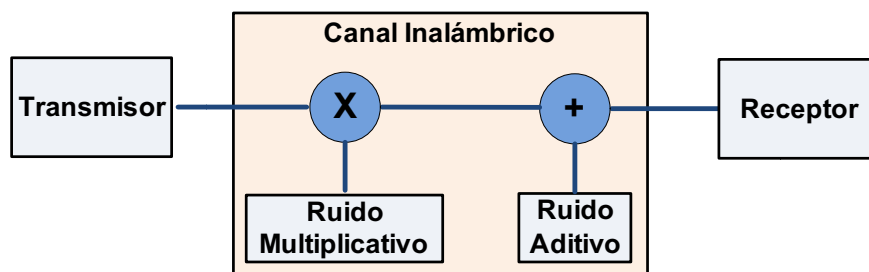 Canal Inalámbrico
Transmisor
X
+
Receptor
Ruido
Multiplicativo
Ruido
Aditivo